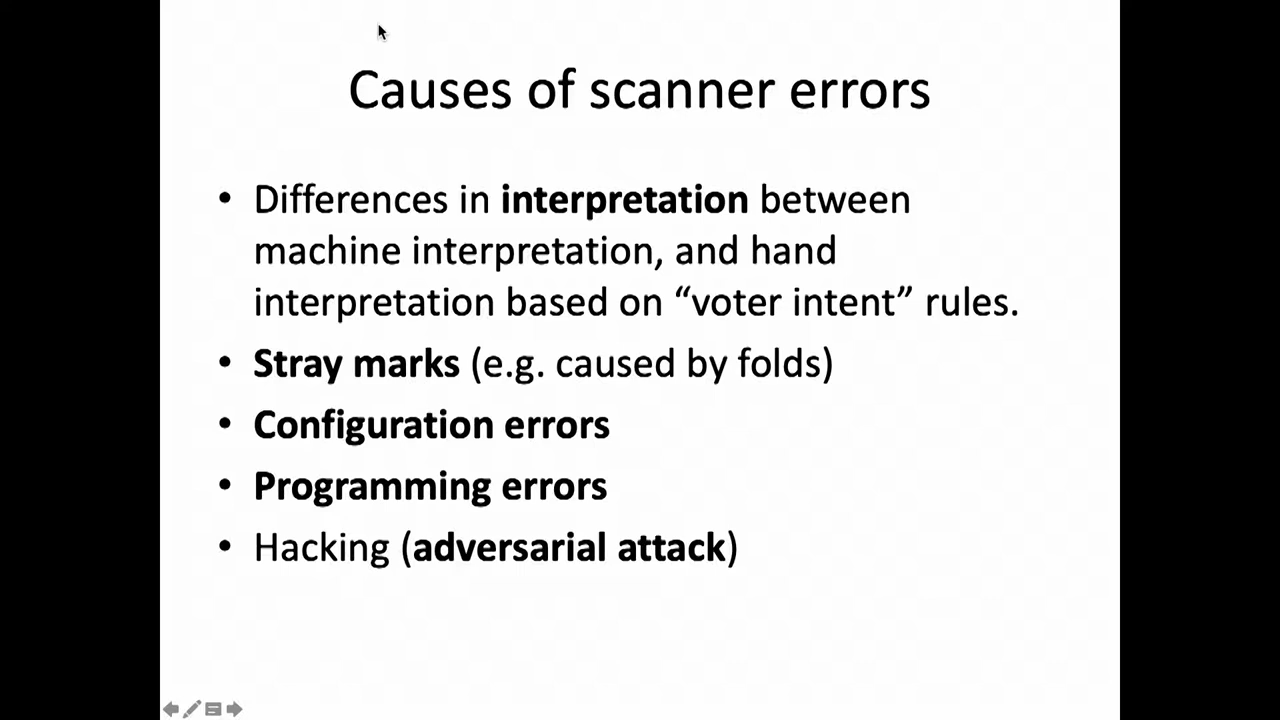 Causes of scanner errors
• Differences in interpretation between
machine interpretation, and hand
interpretation based on “voter intent” rules.
• Stray marks (e.g. caused by folds)
• Configuration errors
• Programming errors
• Hacking (adversarial attack)